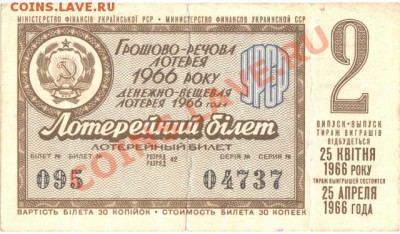 COINS.LAVE.RU
МІНІСТЕРСТВО ФІНАНСІВ УКРАЇНСЬКОЇ РСР • МИНИСТЕРСТВО ФИНАНСОВ УКРАИНСКОЙ ССР
ГРОШОВО-РЕЧОВА
ЛОТЕРЕЯ
1966 РОКУ
ДЕНЕЖНО-ВЕЩЕВАЯ
ЛОТЕРЕЯ 1966 ГОДА
Лотерейний білет
ЛОТЕРЕЙНЫЙ БИЛЕТ
БІЛЕТ № БИЛЕТ №
РОЗРЯД 42
РАЗРЯД
СЕРІЯ № СЕРИЯ №
095
04737
ВАРТІСТЬ БІЛЕТА 30 КОПІЙОК • СТОИМОСТЬ БИЛЕТА 30 КОПЕЕК
2
ВИПУСК • ВЫПУСК
ТИРАЖ ВИГРАШІВ
ВІДБУДЕТЬСЯ
25 КВІТНЯ
1966 РОКУ
ТИРАЖ ВЫИГРЫШЕЙ СОСТОИТСЯ
25 АПРЕЛЯ
1966 ГОДА
COINS.LAVE.RU